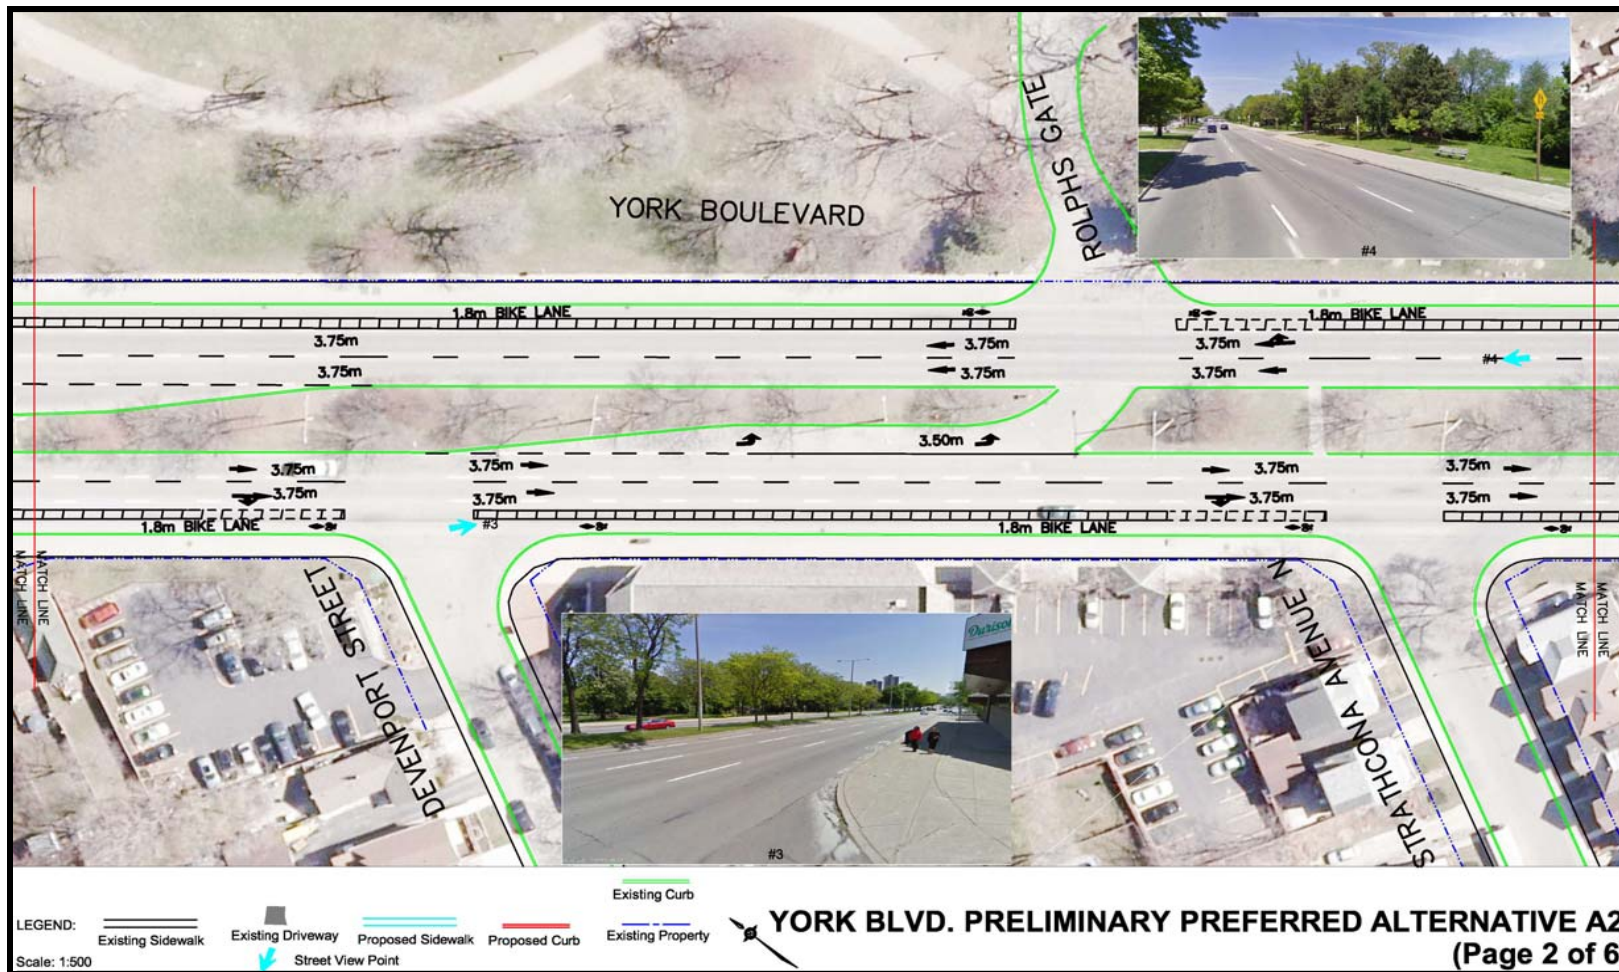 ROLPHS GATE
#4
YORK BOULEVARD
1.8m BIKE LANE
1.8m BIKE LANE
3.75m
3.75m
3.75m
3.75m
3.75m
3.75m
#4
3.50m
3.75m
3.75m
3.75m
3.75m
3.75m
3.75m
3.75m
3.75m
1.8m BIKE LANE
#3
1.8m BIKE LANE
MATCH LINE
MATCH LINE
MATCH LINE
MATCH LINE
DEVENPORT STREET
STRATHCONA AVENUE N
#3
LEGEND:
Existing Sidewalk
Existing Driveway
Proposed Sidewalk
Proposed Curb
Existing Curb
Existing Property
Street View Point
Scale: 1:500
YORK BLVD. PRELIMINARY PREFERRED ALTERNATIVE A2
(Page 2 of 6